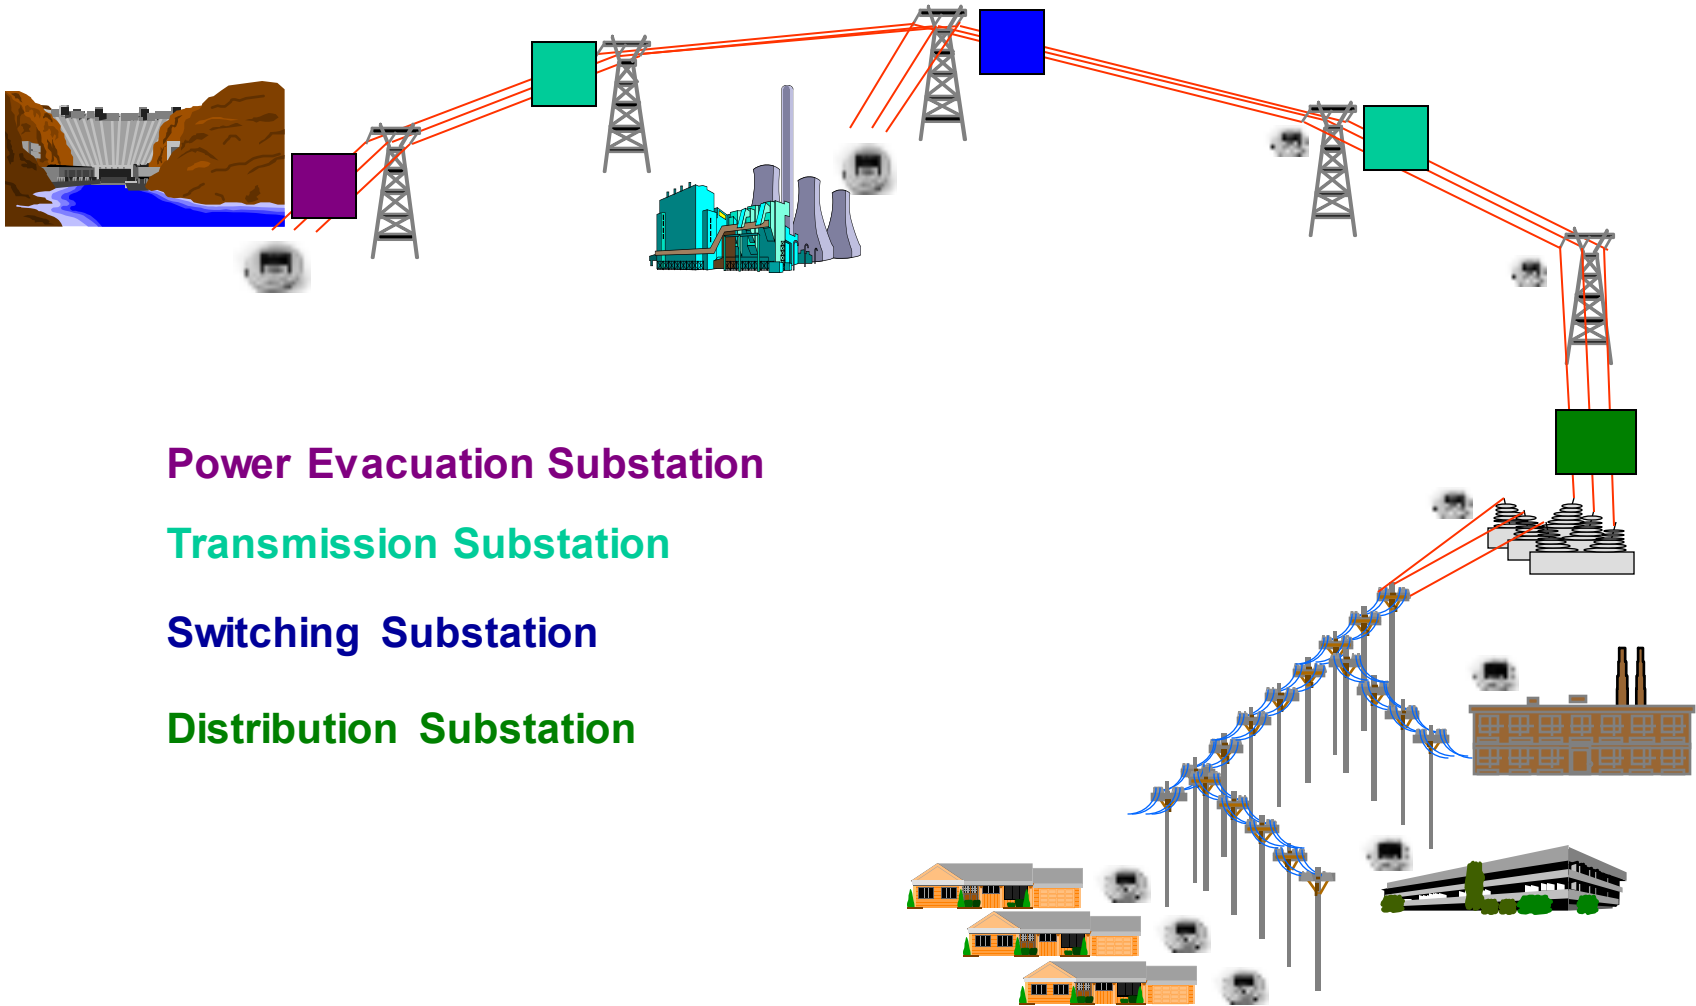 Power Evacuation Substation
Transmission Substation
Switching Substation
Distribution Substation